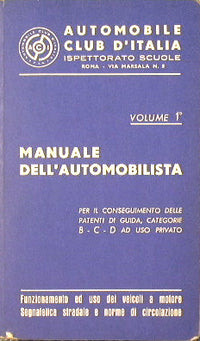 AUTOMOBILE
CLUB D'ITALIA
ISPETTORATO SCUOLE
ROMA - VIA MARSALA N. 8
VOLUME 1°
MANUALE
DELL'AUTOMOBILISTA
PER IL CONSEGUIMENTO DELLE
PATENTI DI GUIDA, CATEGORIE
B - C - D AD USO PRIVATO
Funzionamento ed uso dei veicoli a motore
Segnaletica stradale e norme di circolazione